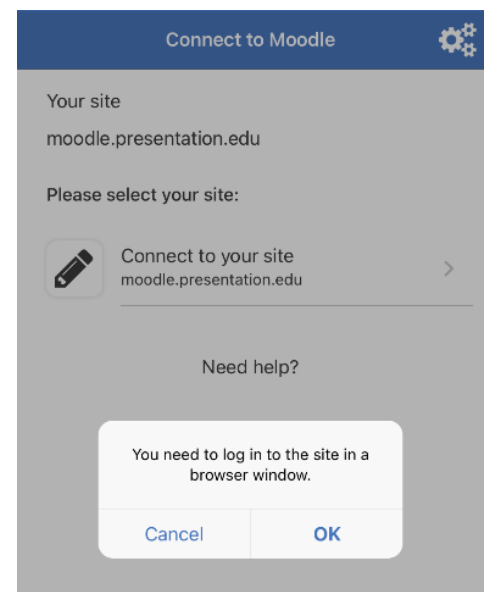 Connect to Moodle
Your site
moodle.presentation.edu
Please select your site:
Connect to your site
moodle.presentation.edu
Need help?
You need to log in to the site in a
browser window.
Cancel
OK